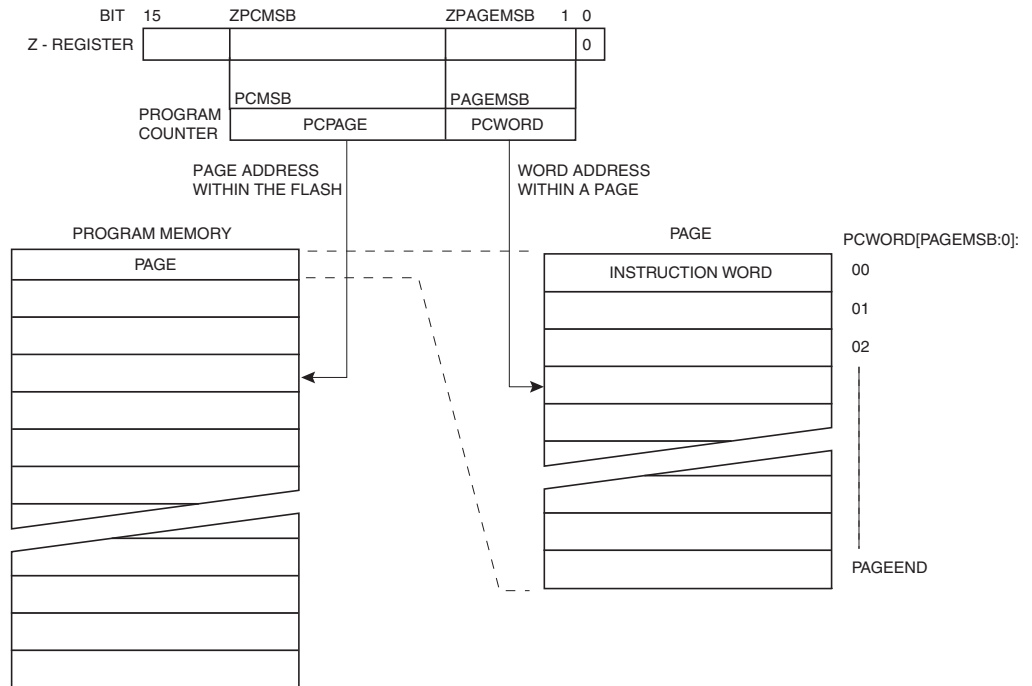 BIT 15 ZPCMSB ZPAGEMSB 1 0
Z - REGISTER 0
PCMSB PAGEMSB
PROGRAM
COUNTER
PCPAGE PCWORD
PAGE ADDRESS
WITHIN THE FLASH
WORD ADDRESS
WITHIN A PAGE
PROGRAM MEMORY
PAGE
PAGE
PCWORD[PAGEMSB:0]:
INSTRUCTION WORD 00
01
02
PAGEEND